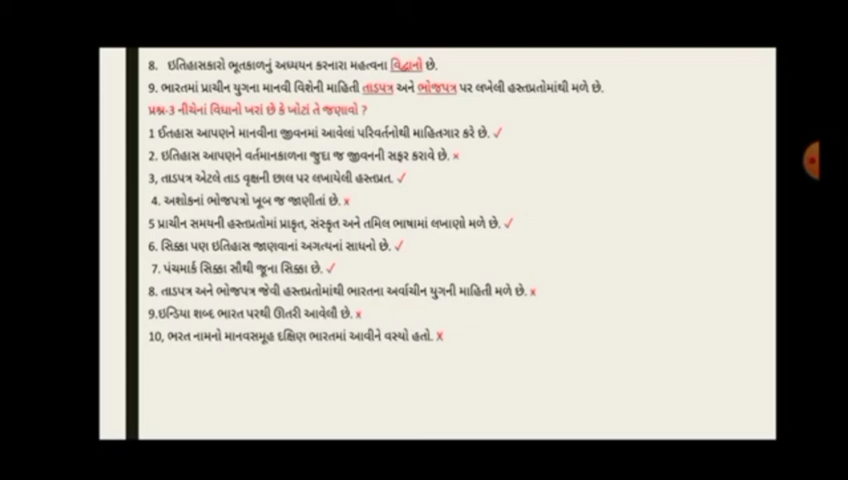 8. ઇતિહાસકારો ભૂતકાળનું અધ્યયન કરનારા મહત્વના વિદ્વાનો છે.
9. ભારતમાં પ્રાચીન યુગના માનવી વિશેની માહિતી તાડપત્ર અને ભોજપત્ર પર લખેલી હસ્તપ્રતોમાંથી મળે છે.
પ્રશ્ન-3 નીચેનાં વિધાનો ખરાં છે કે ખોટાં તે જણાવો ?
1 ઈતહાસ આપણને માનવીના જીવનમાં આવેલાં પરિવર્તનોથી માહિતગાર કરે છે. ✓
2. ઇતિહાસ આપણને વર્તમાનકાળના જુદા જ જીવનની સફર કરાવે છે. ×
3, તાડપત્ર એટલે તાડ વૃક્ષની છાલ પર લખાયેલી હસ્તપ્રત. ✓
4. અશોકનાં ભોજપત્રો ખૂબ જ જાણીતાં છે. x
5 પ્રાચીન સમયની હસ્તપ્રતોમાં પ્રાકૃત, સંસ્કૃત અને તમિલ ભાષામાં લખાણો મળે છે. ✓
6. સિક્કા પણ ઇતિહાસ જાણવાનાં અગત્યનાં સાધનો છે. ✓
7. પંચમાર્ક સિક્કા સૌથી જૂના સિક્કા છે. ✓
8. તાડપત્ર અને ભોજપત્ર જેવી હસ્તપ્રતોમાંથી ભારતના અર્વાચીન યુગની માહિતી મળે છે. x
9.ઇન્ડિયા શબ્દ ભારત પરથી ઊતરી આવેલી છે. x
10, ભરત નામનો માનવસમૂહ દક્ષિણ ભારતમાં આવીને વસ્યો હતો. X